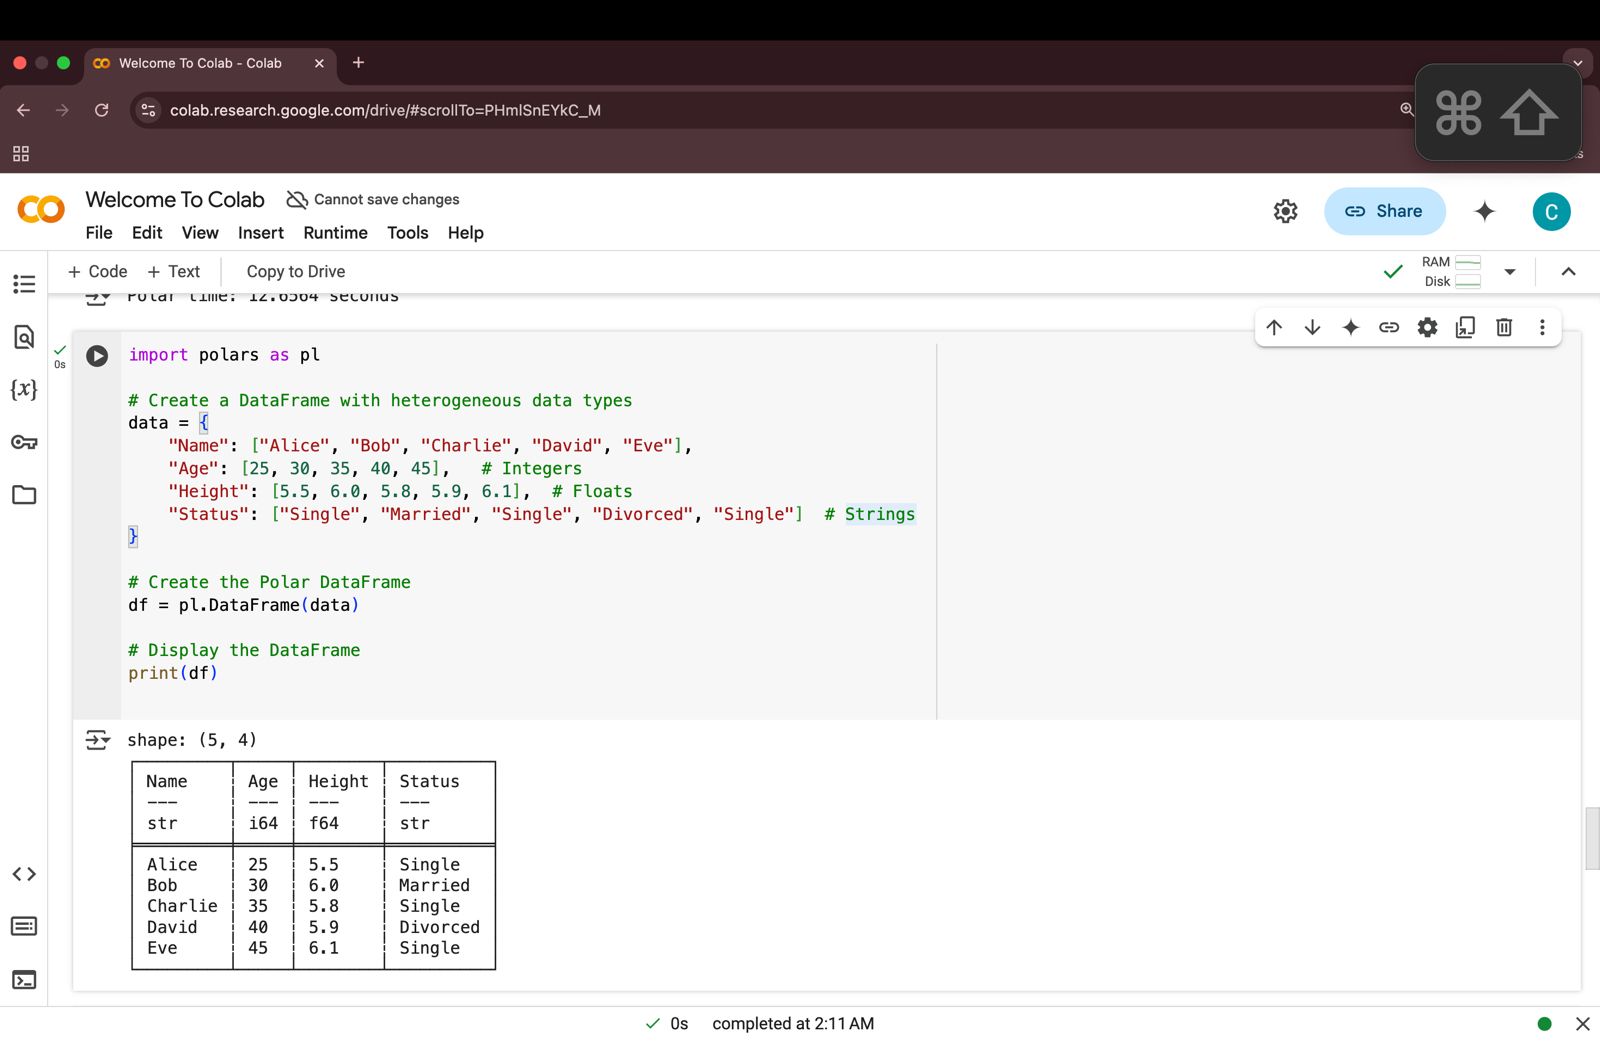 Welcome To Colab - Colab
colab.research.google.com/drive/#scrollTo=PHmlSnEYkC_M
Welcome To Colab Cannot save changes
Share
C
File Edit View Insert Runtime Tools Help
+ Code + Text Copy to Drive
RAM
Disk
Polar time: 12.6564 seconds
0s
import polars as pl
# Create a DataFrame with heterogeneous data types
data = {
"Name": ["Alice", "Bob", "Charlie", "David", "Eve"],
"Age": [25, 30, 35, 40, 45], # Integers
"Height": [5.5, 6.0, 5.8, 5.9, 6.1], # Floats
"Status": ["Single", "Married", "Single", "Divorced", "Single"] # Strings
}
# Create the Polar DataFrame
df = pl.DataFrame(data)
# Display the DataFrame
print(df)
shape: (5, 4)
Name Age Height Status
--- --- --- ---
str i64 f64 str
Alice 25 5.5 Single
Bob 30 6.0 Married
Charlie 35 5.8 Single
David 40 5.9 Divorced
Eve 45 6.1 Single
0s completed at 2:11 AM